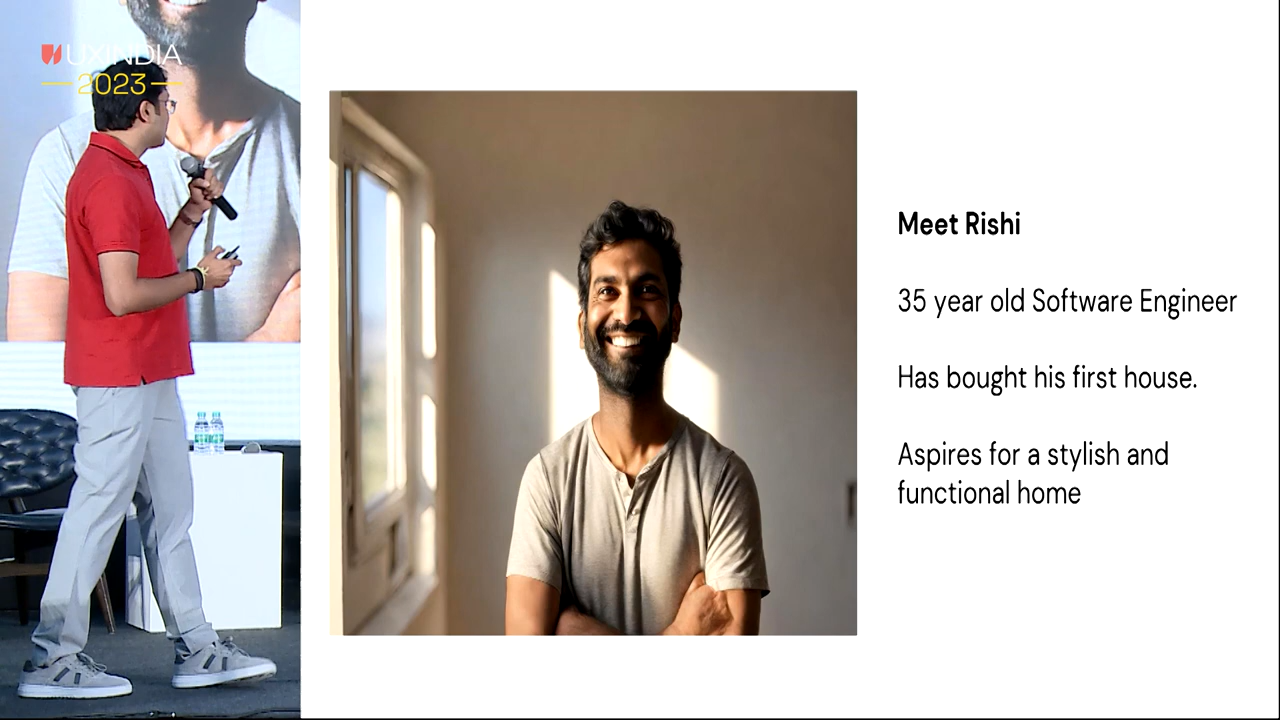 UXINDIA
2023
Meet Rishi
35 year old Software Engineer
Has bought his first house.
Aspires for a stylish and
functional home